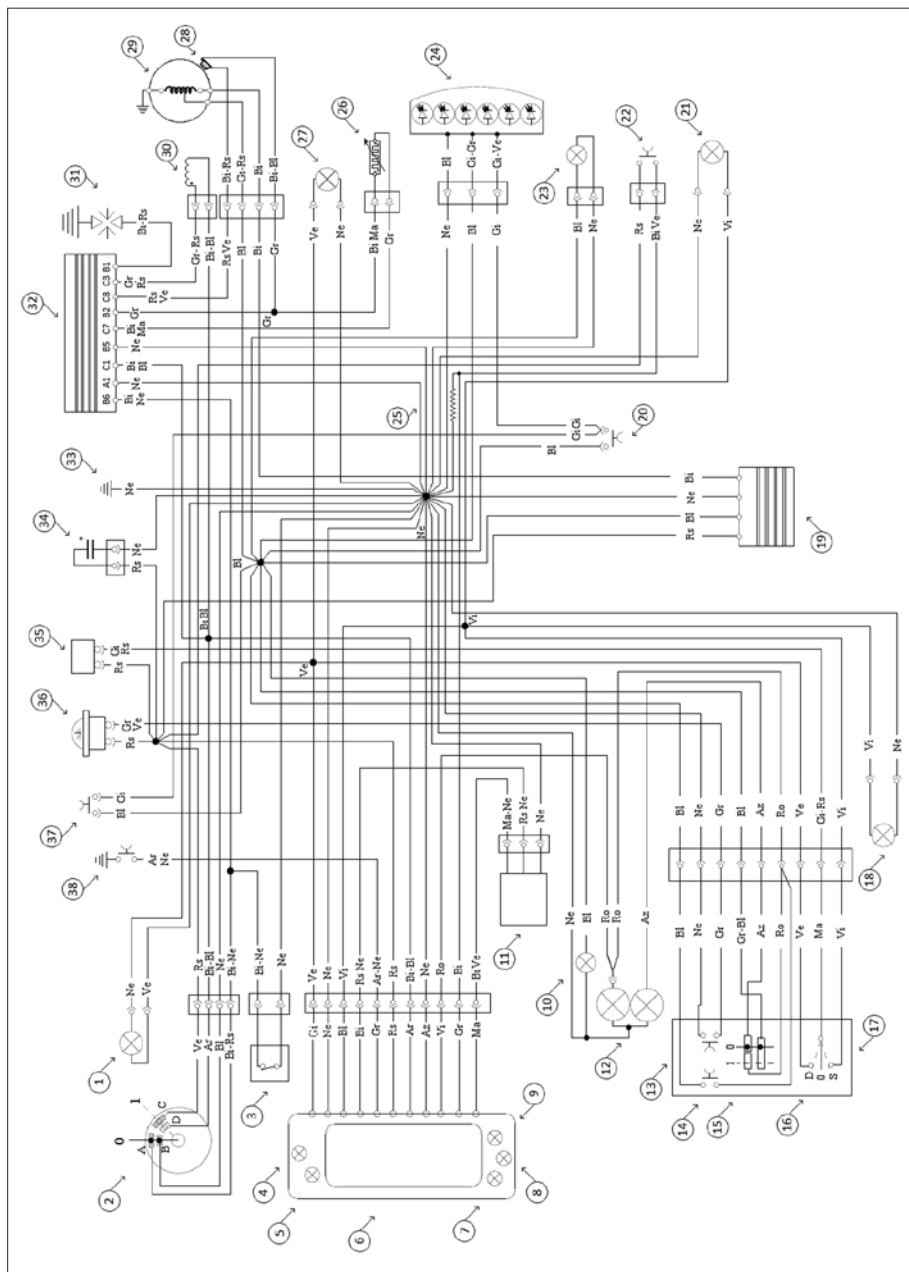 28
29
24
30
26
27
22
21
31
23
Bl
Gi-Gr
Gi-Ve
Bi-Rs
Gi-Rs
Bi
Bi-Bl
Bi-Rs
Gr-Rs
Bi-Bl
Rs Ve
Bl
Bi
Gr
Ve
Ne
Bi Ma
Gr
Ne
Bl
Gi
Bl
Ne
Rs
Bi Ve
Ne
Vi
32
B1
C3
C8
B2
C7
B5
C1
A1
B6
Gr
Rs
Rs
Ve
Gr
Bi
Ma
Ne
Bi
Bl
Ne
Bi
Ne
Gr
25
20
GiGi
Bl
33
Ne
34
Ne
Rs
Ne
Bl
Bi
Ne
Bl
Rs
19
35
Gi
Rs
Rs
Bi.Bl
Ve
Vi
36
Gr
Ve
Rs
37
Gi
Bl
38
Ar
Ne
Ma-Ne
Rs Ne
Ne
11
Vi
Ne
18
Bl
Ne
Gr
Bl
Az
Ro
Ve
Gi-Rs
Vi
Ne
Bl
Ro
Ro
Az
10
12
1
Ne
Ve
Rs
Bi-Bl
Ne
Bi-Ne
Ve
Ar
Bl
Bi-Rs
Bi-Ne
Ne
3
Ve
Ne
Vi
Rs Ne
Ar-Ne
Rs
Bi-Bl
Ne
Ro
Bi
Bi Ve
Gi
Ne
Bl
Bi
Gr
Rs
Ar
Az
Vi
Gr
Ma
Bl
Ne
Gr
Gr-Bl
Az
Ro
Ve
Ma
Vi
2
0
1
A
B
C
D
4
5
6
7
8
9
13
14
15
16
17
1
0
D
0
S